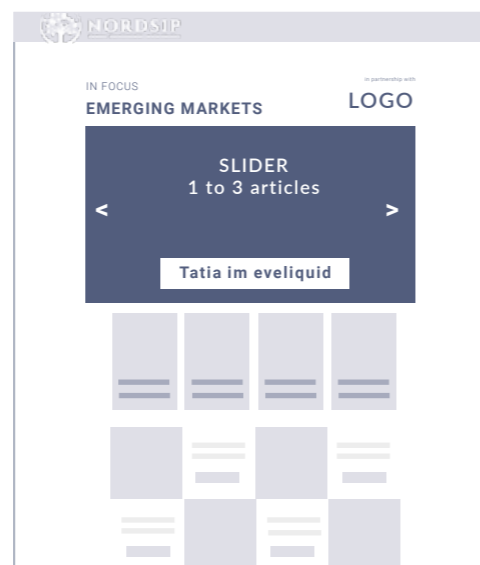 NORDSIP
IN FOCUS
in partnership with
EMERGING MARKETS
LOGO
SLIDER
1 to 3 articles
< >
Tatia im eveliquid